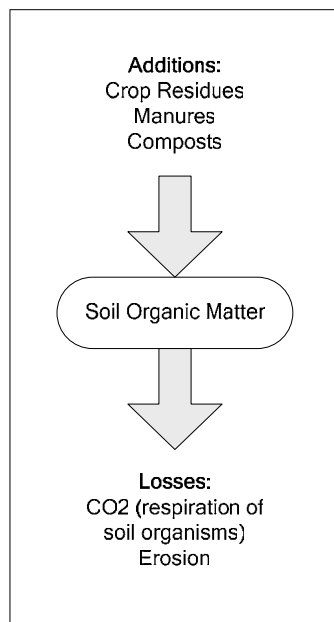 Additions:
Crop Residues
Manures
Composts
Soil Organic Matter
Losses:
CO2 (respiration of
soil organisms)
Erosion